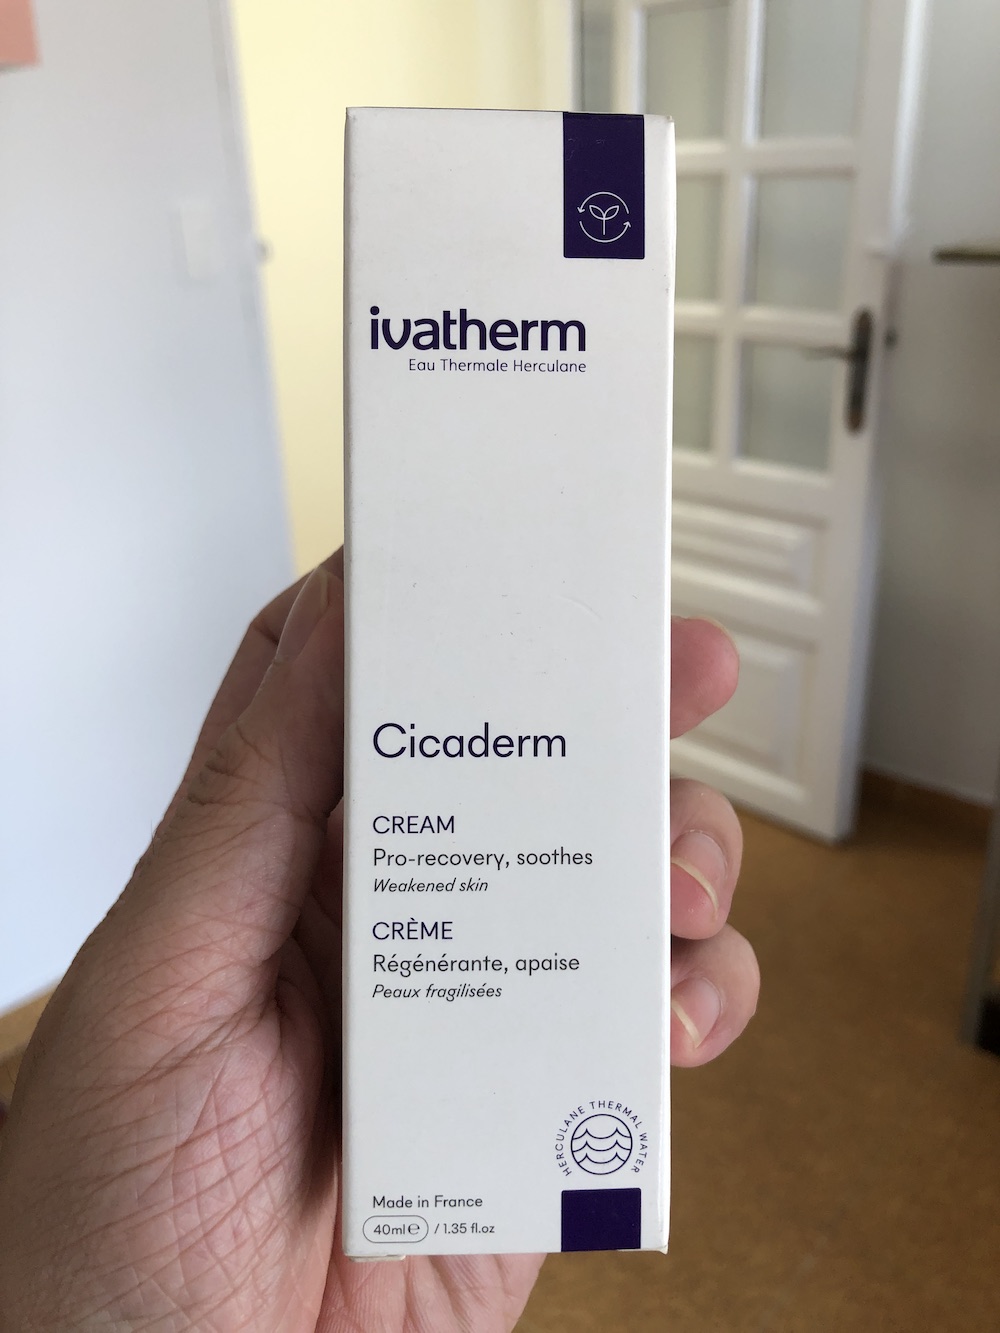 ivatherm
Eau Thermale Herculane
Cicaderm
CREAM
Pro-recovery, soothes
Weakened skin
CRÈME
Régénérante, apaise
Peaux fragilisées
HERCULANE THERMAL WATER
Made in France
40ml℮ / 1.35 fl.oz